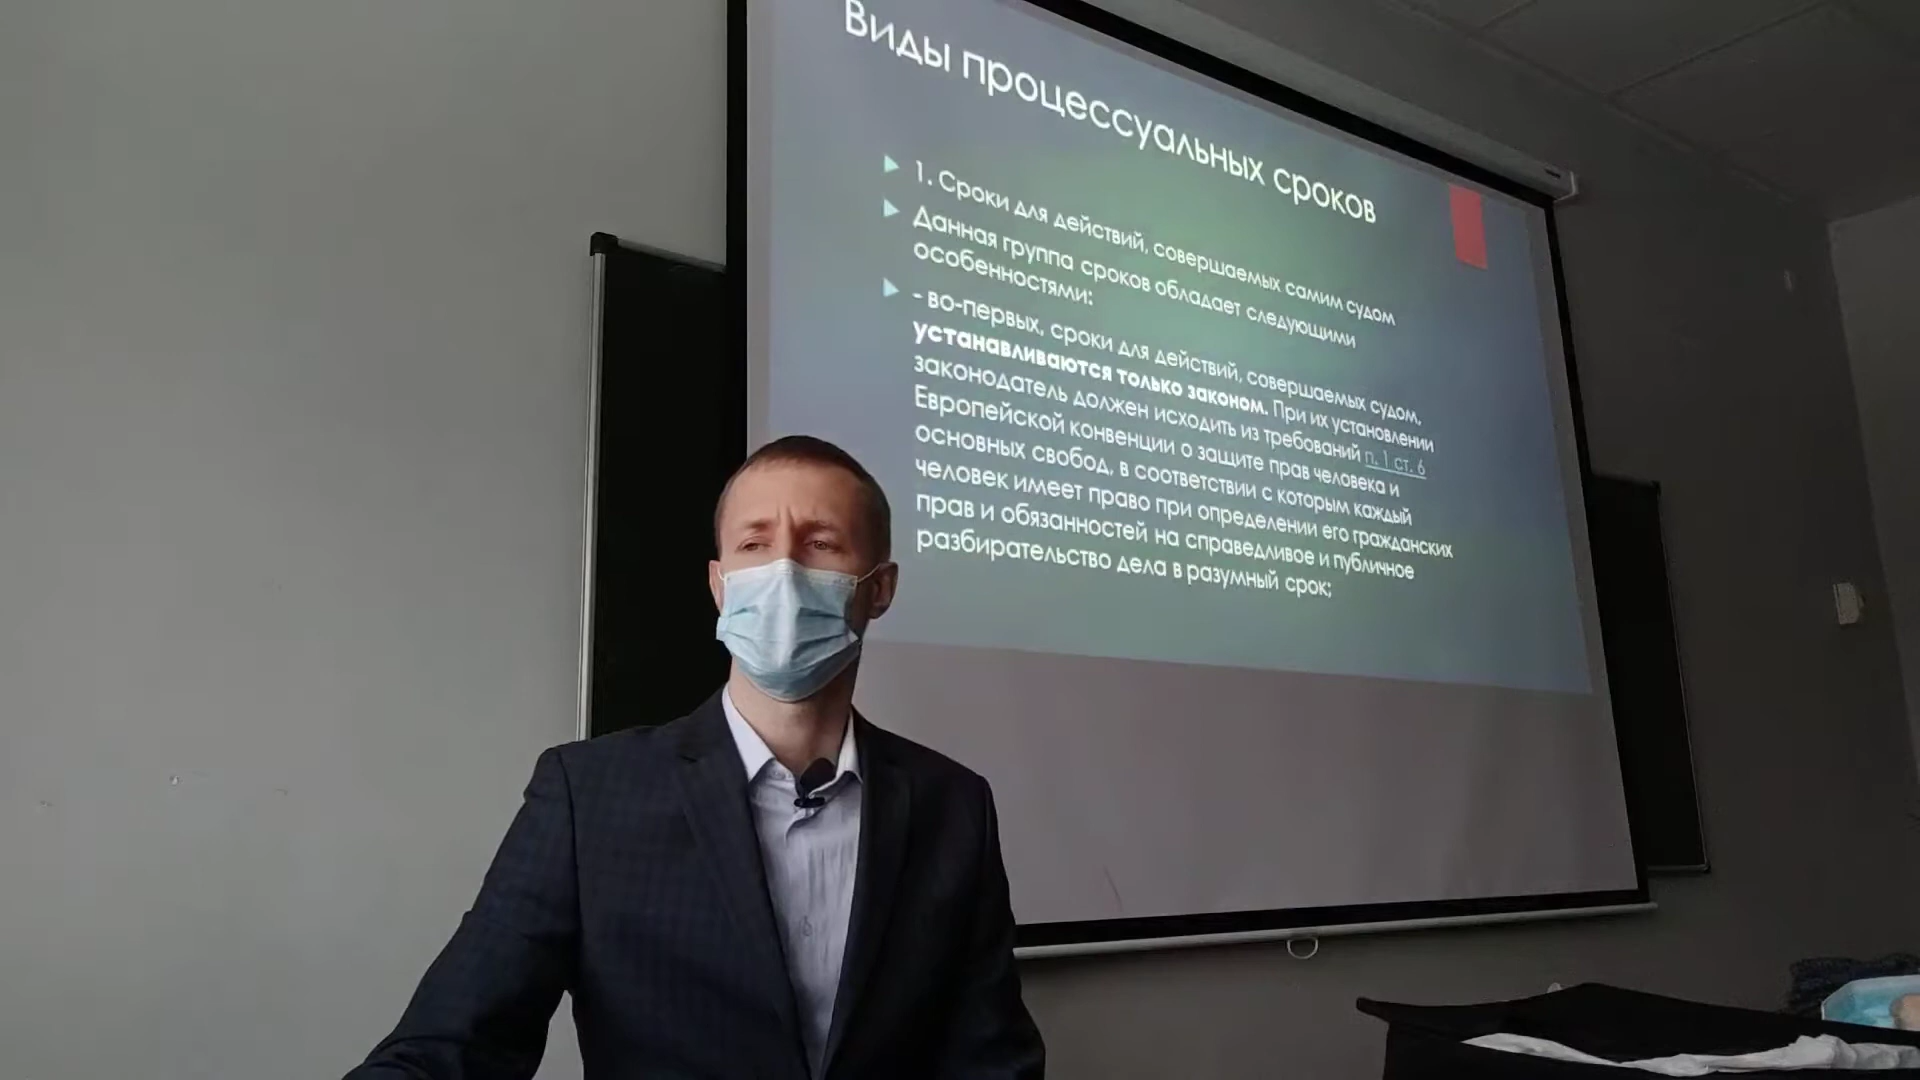 Виды процессуальных сроков
1. Сроки для действий, совершаемых самим судом
Данная группа сроков обладает следующими
особенностями:
- во-первых, сроки для действий, совершаемых судом,
устанавливаются только законом. При их установлении
законодатель должен исходить из требований п. 1 ст. 6
Европейской конвенции о защите прав человека и
основных свобод, в соответствии с которым каждый
человек имеет право при определении его гражданских
прав и обязанностей на справедливое и публичное
разбирательство дела в разумный срок;